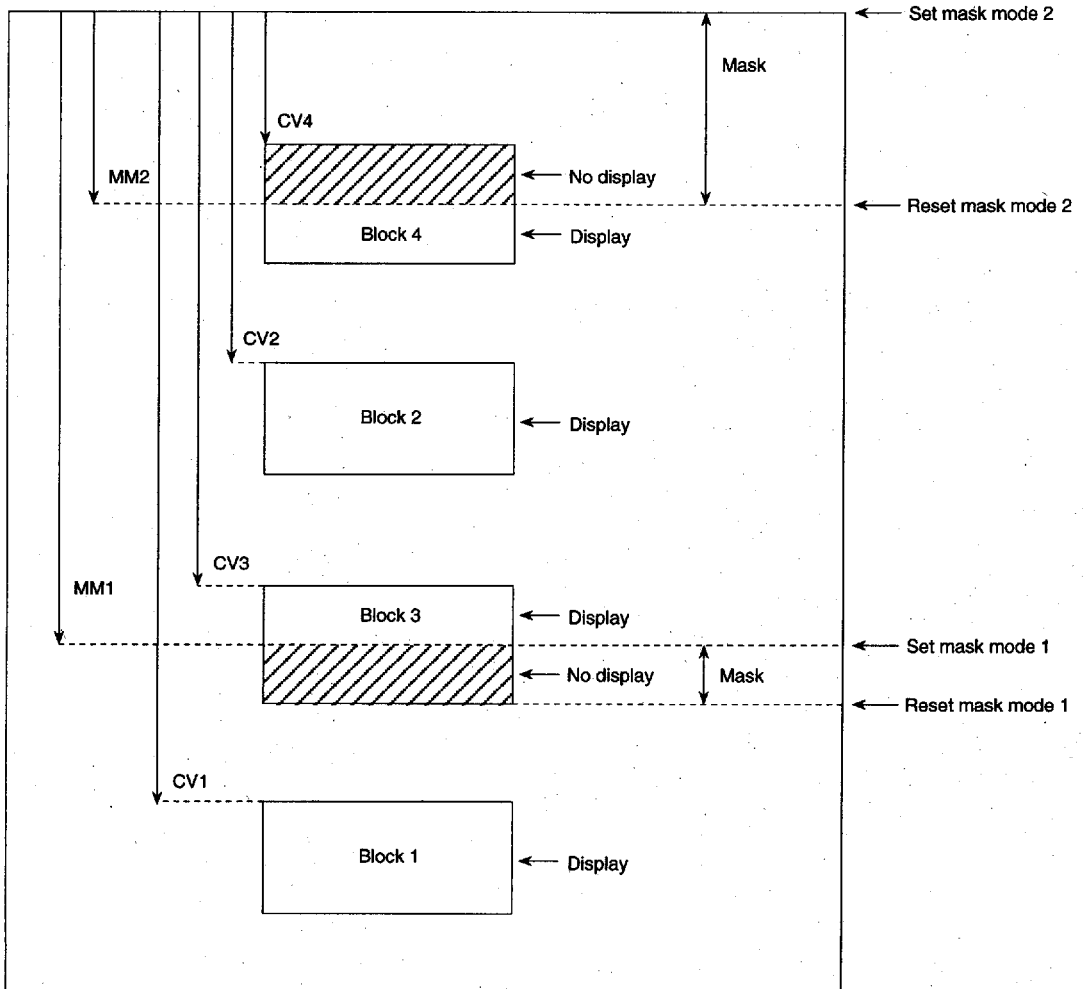 Set mask mode 2
Mask
CV4
MM2
No display
Reset mask mode 2
Block 4
Display
CV2
Block 2
Display
CV3
MM1
Block 3
Display
Set mask mode 1
No display
Mask
Reset mask mode 1
CV1
Block 1
Display